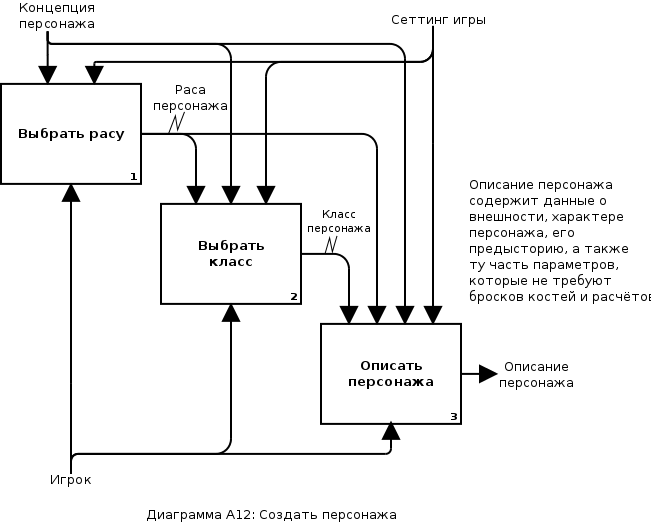 Концепция
персонажа
Сеттинг игры
Раса
персонажа
Выбрать расу
1
Описание персонажа
содержит данные о
внешности, характере
персонажа, его
предысторию, а также
ту часть параметров,
которые не требуют
бросков костей и расчётов
Класс
персонажа
Выбрать
класс
2
Описать
персонажа
3
Описание
персонажа
Игрок
Диаграмма A12: Создать персонажа